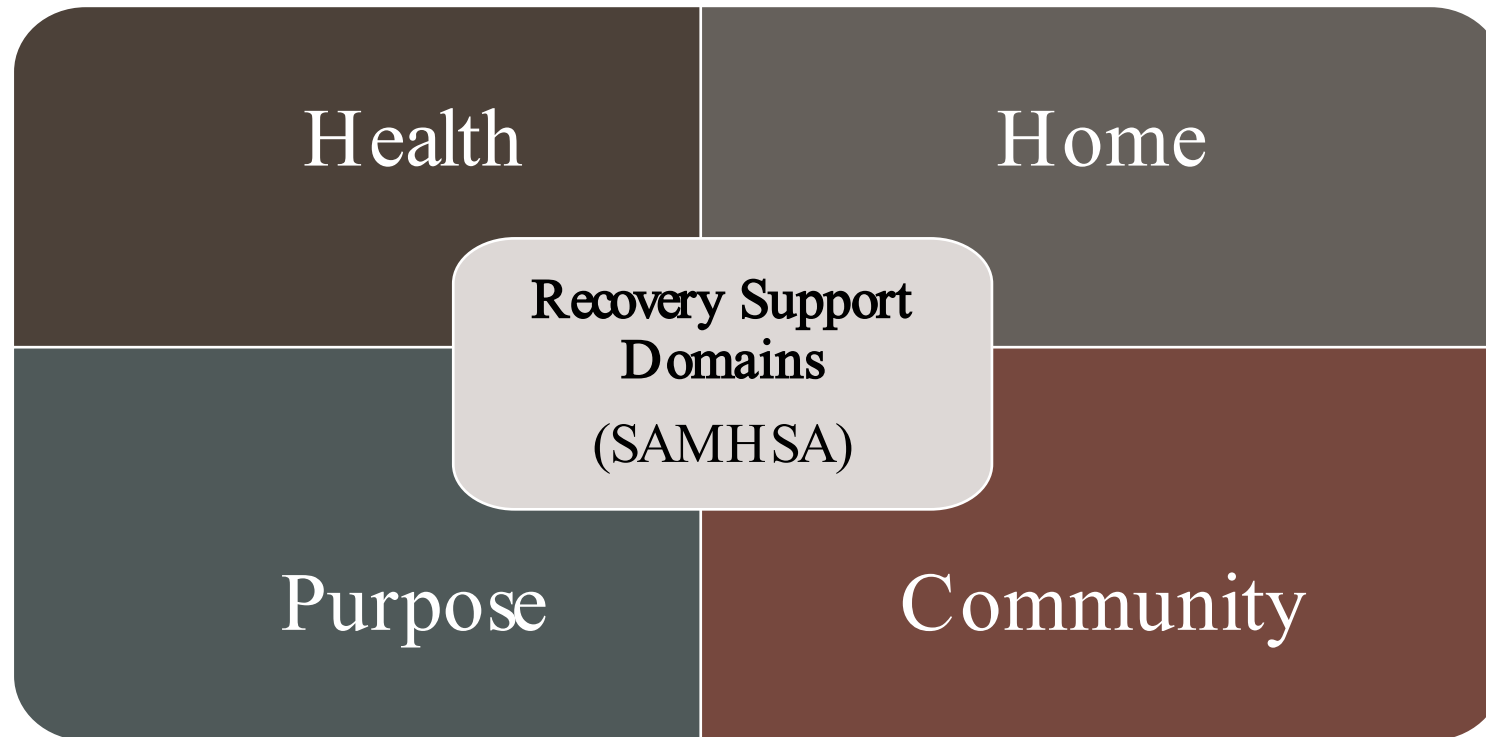 Health
Home
Recovery Support
Domains
(SAMHSA)
Purpose
Community